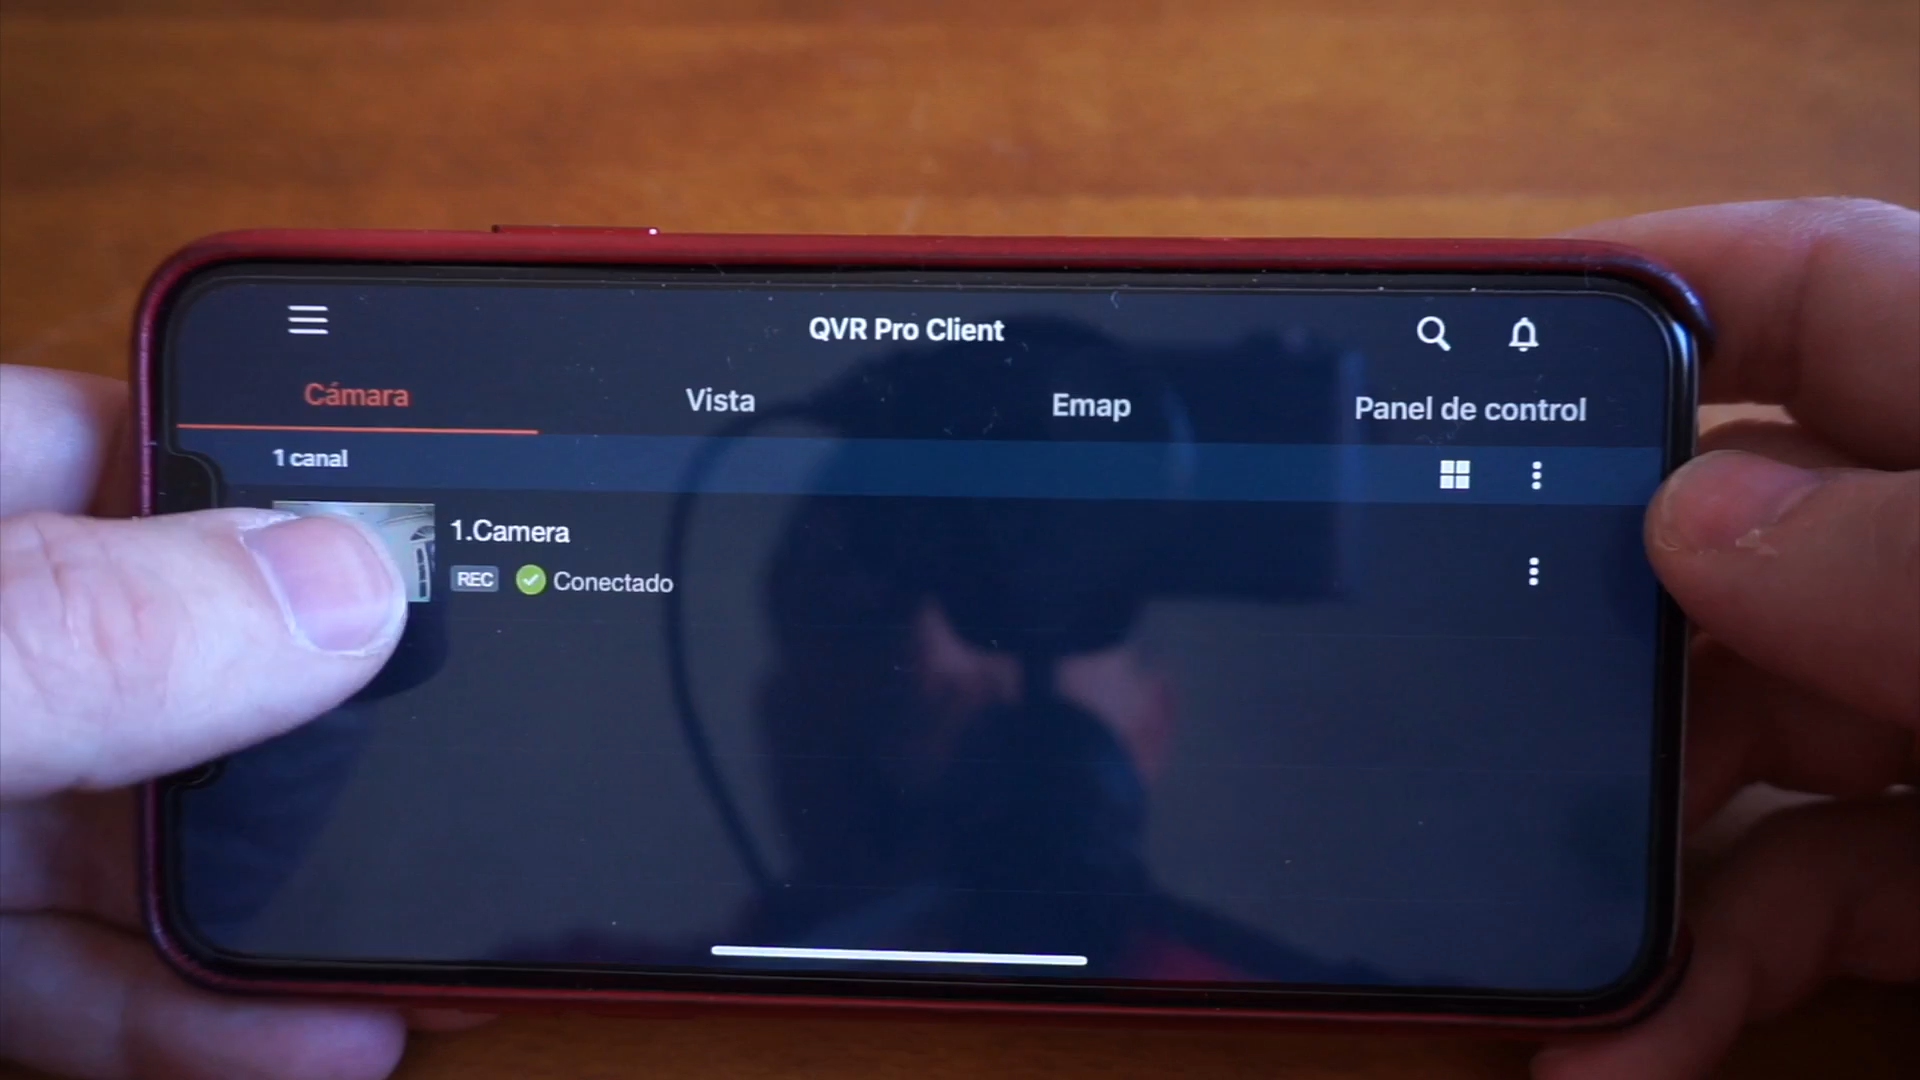 QVR Pro Client
Cámara
Vista
Emap
Panel de control
1 canal
1.Camera
REC
Conectado